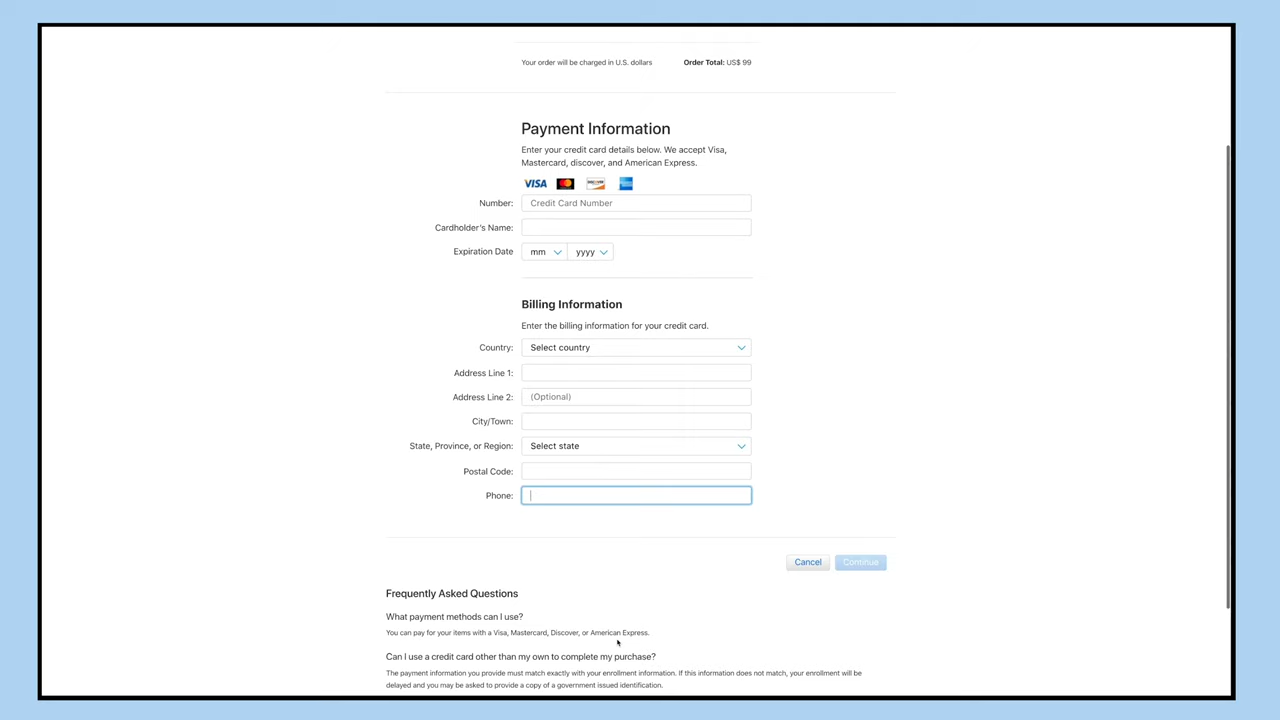 Your order will be charged in U.S. dollars Order Total: US$ 99
Payment Information
Enter your credit card details below. We accept Visa,
Mastercard, discover, and American Express.
VISA DISCOVER
Number: Credit Card Number
Cardholder's Name:
Expiration Date mm yyyy
Billing Information
Enter the billing information for your credit card.
Country: Select country
Address Line 1:
Address Line 2: (Optional)
City/Town:
State, Province, or Region: Select state
Postal Code:
Phone:
Cancel Continue
Frequently Asked Questions
What payment methods can I use?
You can pay for your items with a Visa, Mastercard, Discover, or American Express.
Can I use a credit card other than my own to complete my purchase?
The payment information you provide must match exactly with your enrollment information. If this information does not match, your enrollment will be
delayed and you may be asked to provide a copy of a government issued identification.